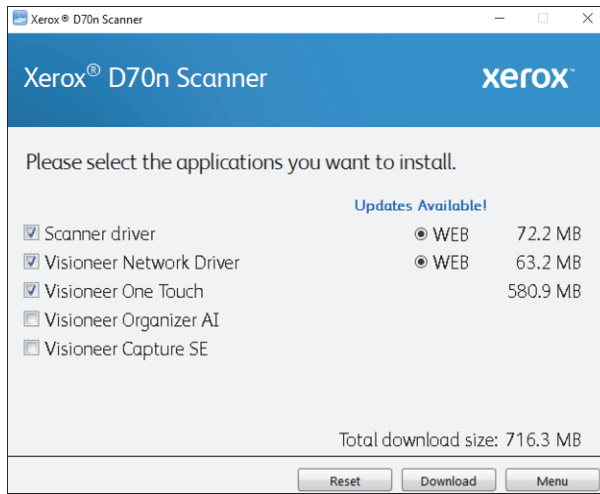 Xerox® D70n Scanner
Xerox® D70n Scanner
xerox™
Please select the applications you want to install.
Updates Available!
Scanner driver WEB 72.2 MB
Visioneer Network Driver WEB 63.2 MB
Visioneer One Touch 580.9 MB
Visioneer Organizer AI
Visioneer Capture SE
Total download size: 716.3 MB
Reset Download Menu